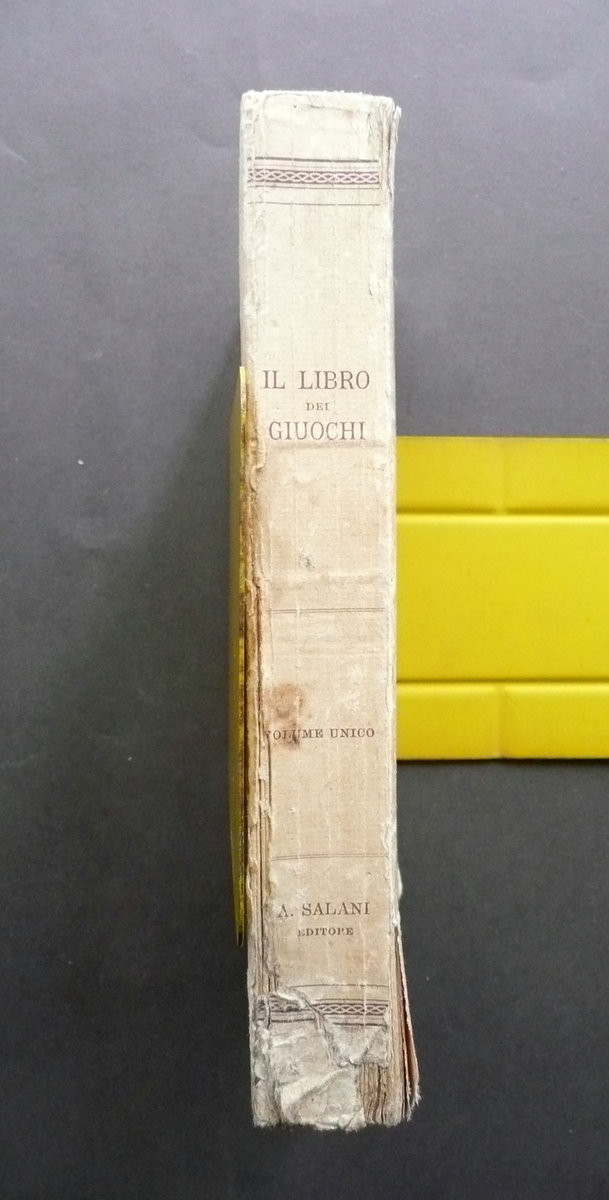 IL LIBRO
DEI
GIUOCHI
VOLUME UNICO
A. SALANI
EDITORE